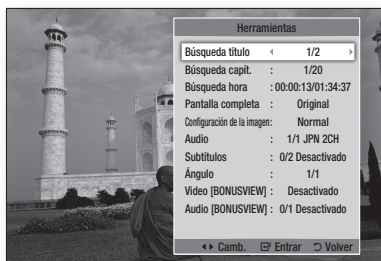 Herramientas
Búsqueda título 1/2
Búsqueda capít. : 1/20
Búsqueda hora : 00:00:13/01:34:37
Pantalla completa : Original
Configuración de la imagen: Normal
Audio : 1/1 JPN 2CH
Subtítulos : 0/2 Desactivado
Ángulo : 1/1
Video [BONUSVIEW] : Desactivado
Audio [BONUSVIEW] : 0/1 Desactivado
Camb. Entrar Volver